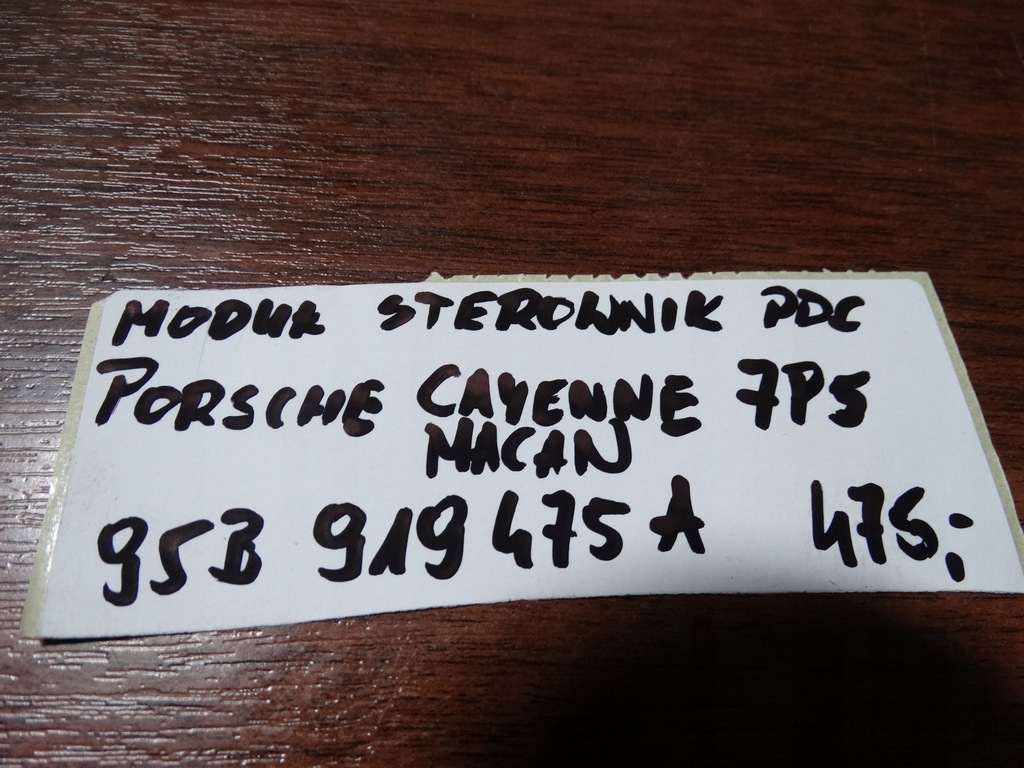 MODUŁ STEROWNIK PDC
PORSCHE CAYENNE 7P5
MACAN
95B 919 475 A 475,-